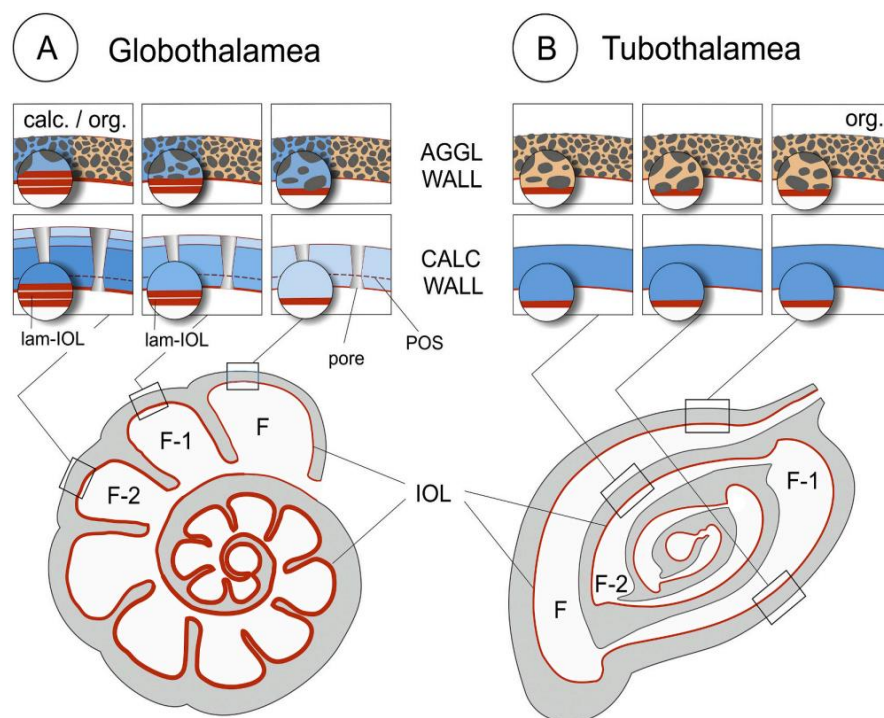 A Globothalamea
B Tubothalamea
calc. / org.
org.
AGGL
WALL
CALC
WALL
lam-IOL
lam-IOL
pore
POS
F-2
F-1
F
IOL
F
F-2
F-1